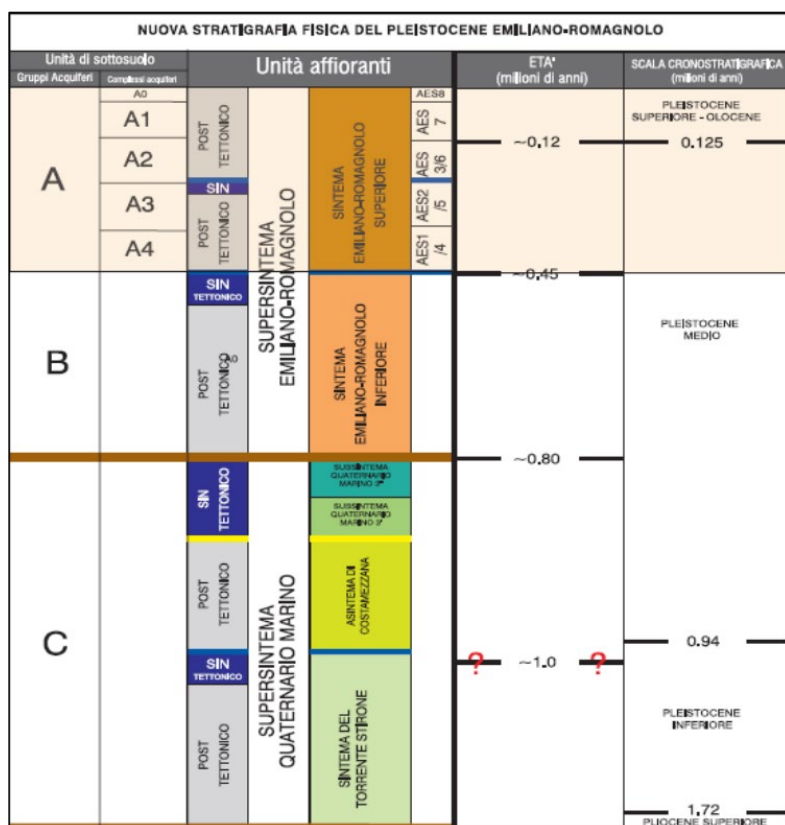 NUOVA STRATIGRAFIA FISICA DEL PLEISTOCENE EMILIANO-ROMAGNOLO
Unità di sottosuolo
Gruppi Acquiferi
Complessi acquiferi
Unità affioranti
ETA'
(milioni di anni)
SCALA CRONOSTRATIGRAFICA
(milioni di anni)
A
A0
A1
A2
A3
A4
POST
TETTONICO
SIN
POST
TETTONICO
SUPERSINTEMA
EMILIANO-ROMAGNOLO
SINTEMA
EMILIANO-ROMAGNOLO
SUPERIORE
AES8
AES
7
AES
3/6
AES2
/5
AES1
/4
~0.12
~0.45
PLEISTOCENE
SUPERIORE - OLOCENE
0.125
B
SIN
TETTONICO
POST
TETTONICO
SINTEMA
EMILIANO-ROMAGNOLO
INFERIORE
~0.80
PLEISTOCENE
MEDIO
C
SIN
TETTONICO
POST
TETTONICO
SIN
TETTONICO
POST
TETTONICO
SUPERSINTEMA
QUATERNARIO MARINO
SUBSINTEMA
QUATERNARIO
MARINO 3"
SUBSINTEMA
QUATERNARIO
MARINO 3'
ASINTEMA DI
COSTAMEZZANA
SINTEMA DEL
TORRENTE STIRONE
? ~1.0 ?
0.94
PLEISTOCENE
INFERIORE
1.72
PLIOCENE SUPERIORE